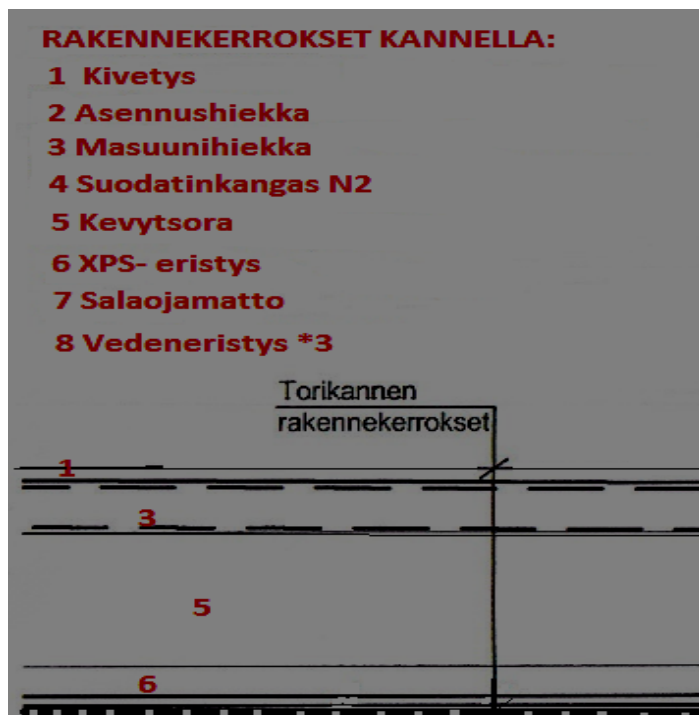 RAKENNEKERROKSET KANNELLA:
1 Kivetys
2 Asennushiekka
3 Masuunihiekka
4 Suodatinkangas N2
5 Kevytsora
6 XPS- eristys
7 Salaojamatto
8 Vedeneristys *3
Torikannen
rakennekerrokset
1
3
5
6